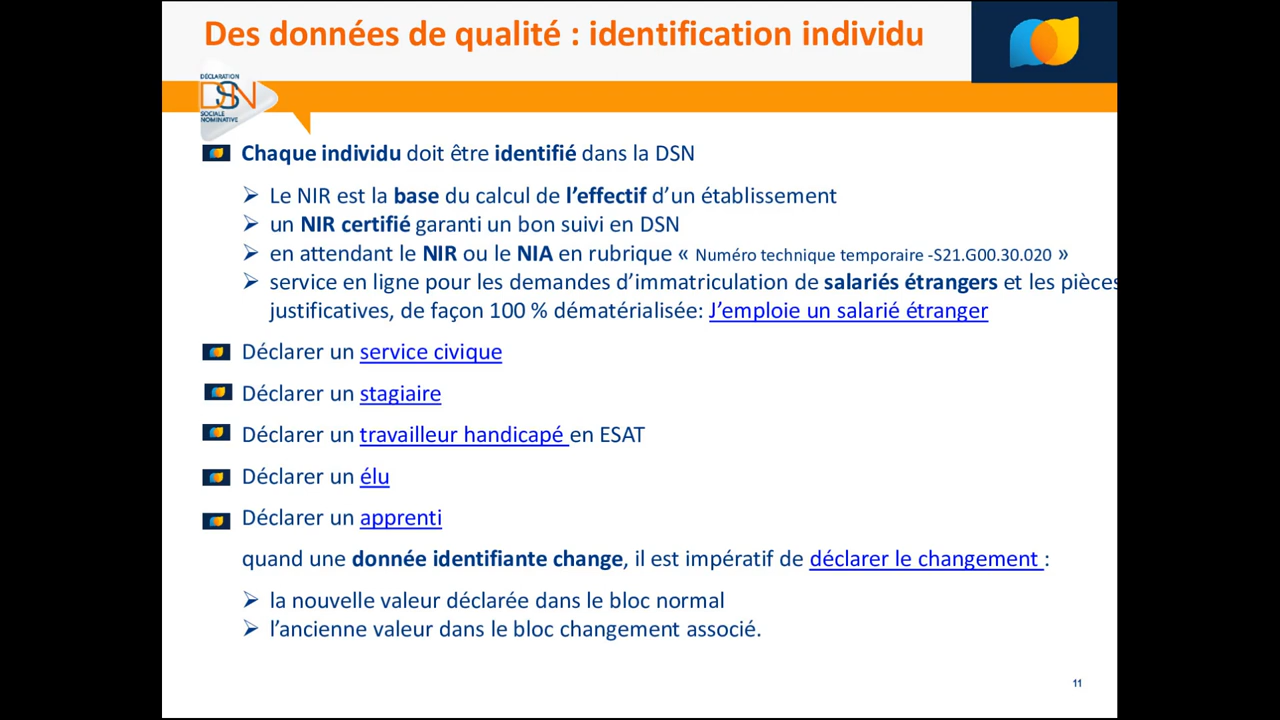 Des données de qualité : identification individu
DÉCLARATION
DSN
SOCIALE
NOMINATIVE
Chaque individu doit être identifié dans la DSN
Le NIR est la base du calcul de l’effectif d’un établissement
un NIR certifié garanti un bon suivi en DSN
en attendant le NIR ou le NIA en rubrique « Numéro technique temporaire -S21.G00.30.020 »
service en ligne pour les demandes d’immatriculation de salariés étrangers et les pièces
justificatives, de façon 100 % dématérialisée: J’emploie un salarié étranger
Déclarer un service civique
Déclarer un stagiaire
Déclarer un travailleur handicapé en ESAT
Déclarer un élu
Déclarer un apprenti
quand une donnée identifiante change, il est impératif de déclarer le changement :
la nouvelle valeur déclarée dans le bloc normal
l’ancienne valeur dans le bloc changement associé.
11